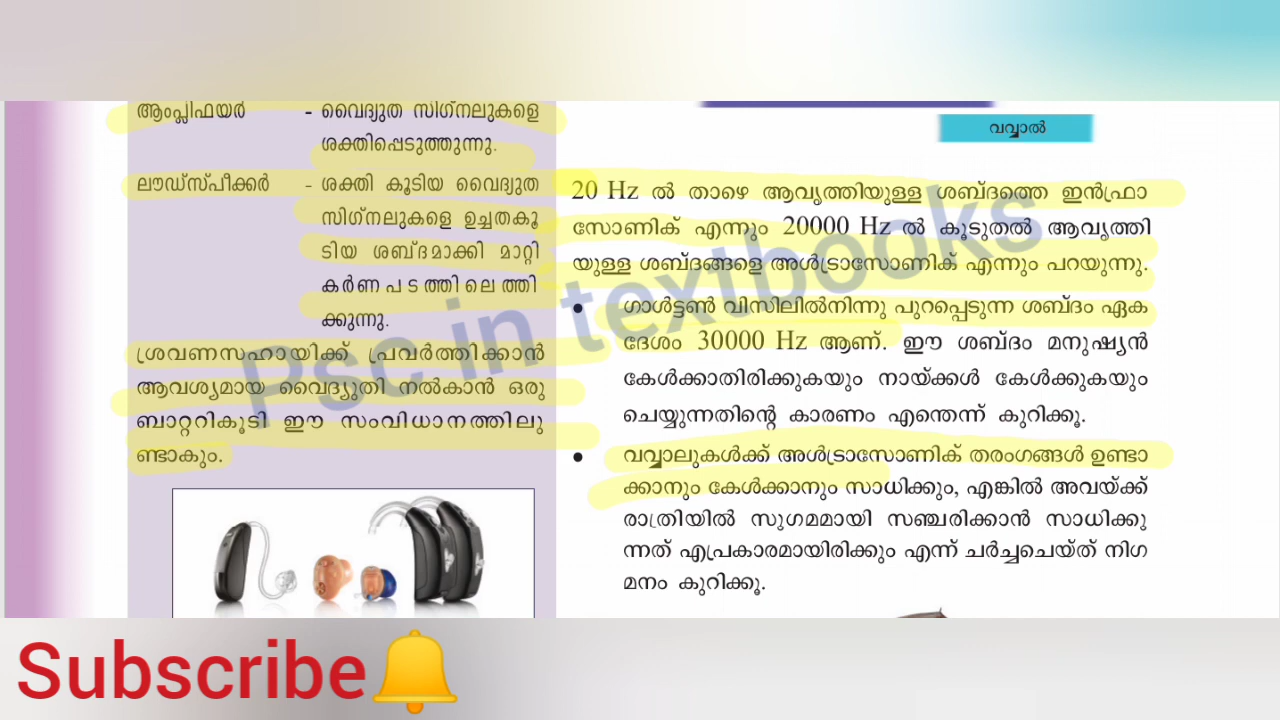 ആംപ്ലിഫയർ - വൈദ്യുത സിഗ്നലുകളെ
ശക്തിപ്പെടുത്തുന്നു.
ലൗഡ്സ്പീക്കർ - ശക്തി കൂടിയ വൈദ്യുത
സിഗ്നലുകളെ ഉച്ചതകൂ
ടിയ ശബ്ദമാക്കി മാറ്റി
കർണപടത്തിലെത്തി
ക്കുന്നു.
ശ്രവണസഹായിക്ക് പ്രവർത്തിക്കാൻ
ആവശ്യമായ വൈദ്യുതി നൽകാൻ ഒരു
ബാറ്ററികൂടി ഈ സംവിധാനത്തിലു
ണ്ടാകും.
വവ്വാൽ
20 Hz ൽ താഴെ ആവൃത്തിയുള്ള ശബ്ദത്തെ ഇൻഫ്രാ
സോണിക് എന്നും 20000 Hz ൽ കൂടുതൽ ആവൃത്തി
യുള്ള ശബ്ദങ്ങളെ അൾട്രാസോണിക് എന്നും പറയുന്നു.
• ഗാൾട്ടൺ വിസിലിൽനിന്നു പുറപ്പെടുന്ന ശബ്ദം ഏക
ദേശം 30000 Hz ആണ്. ഈ ശബ്ദം മനുഷ്യൻ
കേൾക്കാതിരിക്കുകയും നായ്ക്കൾ കേൾക്കുകയും
ചെയ്യുന്നതിന്റെ കാരണം എന്തെന്ന് കുറിക്കൂ.
• വവ്വാലുകൾക്ക് അൾട്രാസോണിക് തരംഗങ്ങൾ ഉണ്ടാ
ക്കാനും കേൾക്കാനും സാധിക്കും, എങ്കിൽ അവയ്ക്ക്
രാത്രിയിൽ സുഗമമായി സഞ്ചരിക്കാൻ സാധിക്കു
ന്നത് എപ്രകാരമായിരിക്കും എന്ന് ചർച്ചചെയ്ത് നിഗ
മനം കുറിക്കൂ.
Psc in textbooks
Subscribe